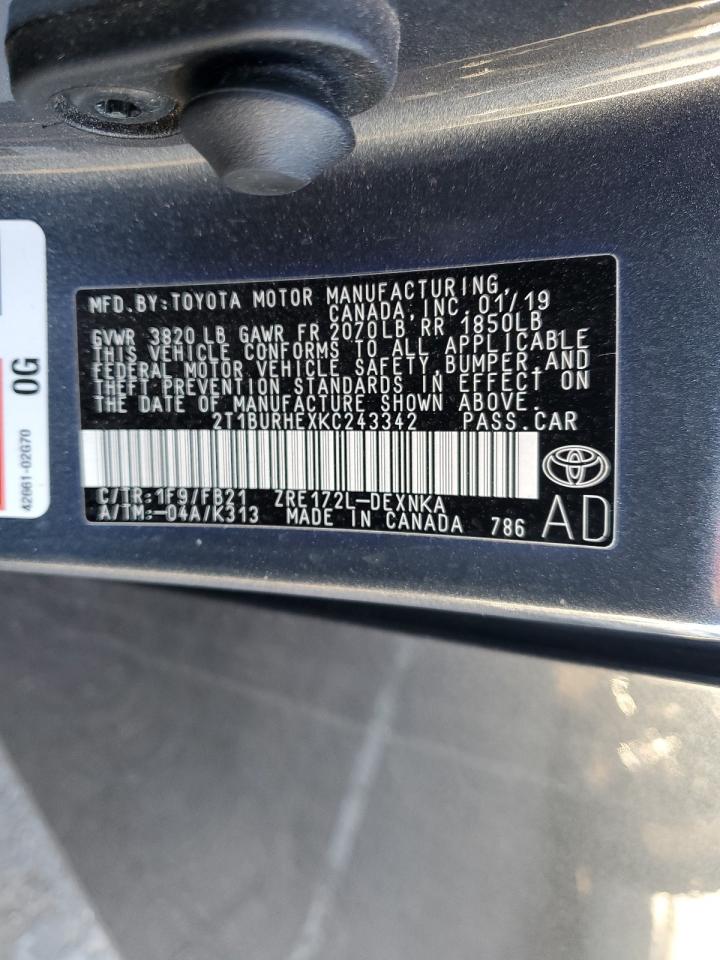 MFD.BY:TOYOTA MOTOR MANUFACTURING,
CANADA, INC. 01/19
GVWR 3820 LB GAWR FR 2070LB RR 1850LB
THIS VEHICLE CONFORMS TO ALL APPLICABLE
FEDERAL MOTOR VEHICLE SAFETY, BUMPER, AND
THEFT PREVENTION STANDARDS IN EFFECT ON
THE DATE OF MANUFACTURE SHOWN ABOVE.
2T1BURHEXKC243342 PASS.CAR
C/TR:1F9/FB21 ZRE172L-DEXNKA
A/TM:-04A/K313 MADE IN CANADA 786 AD
0G
42661-02G70